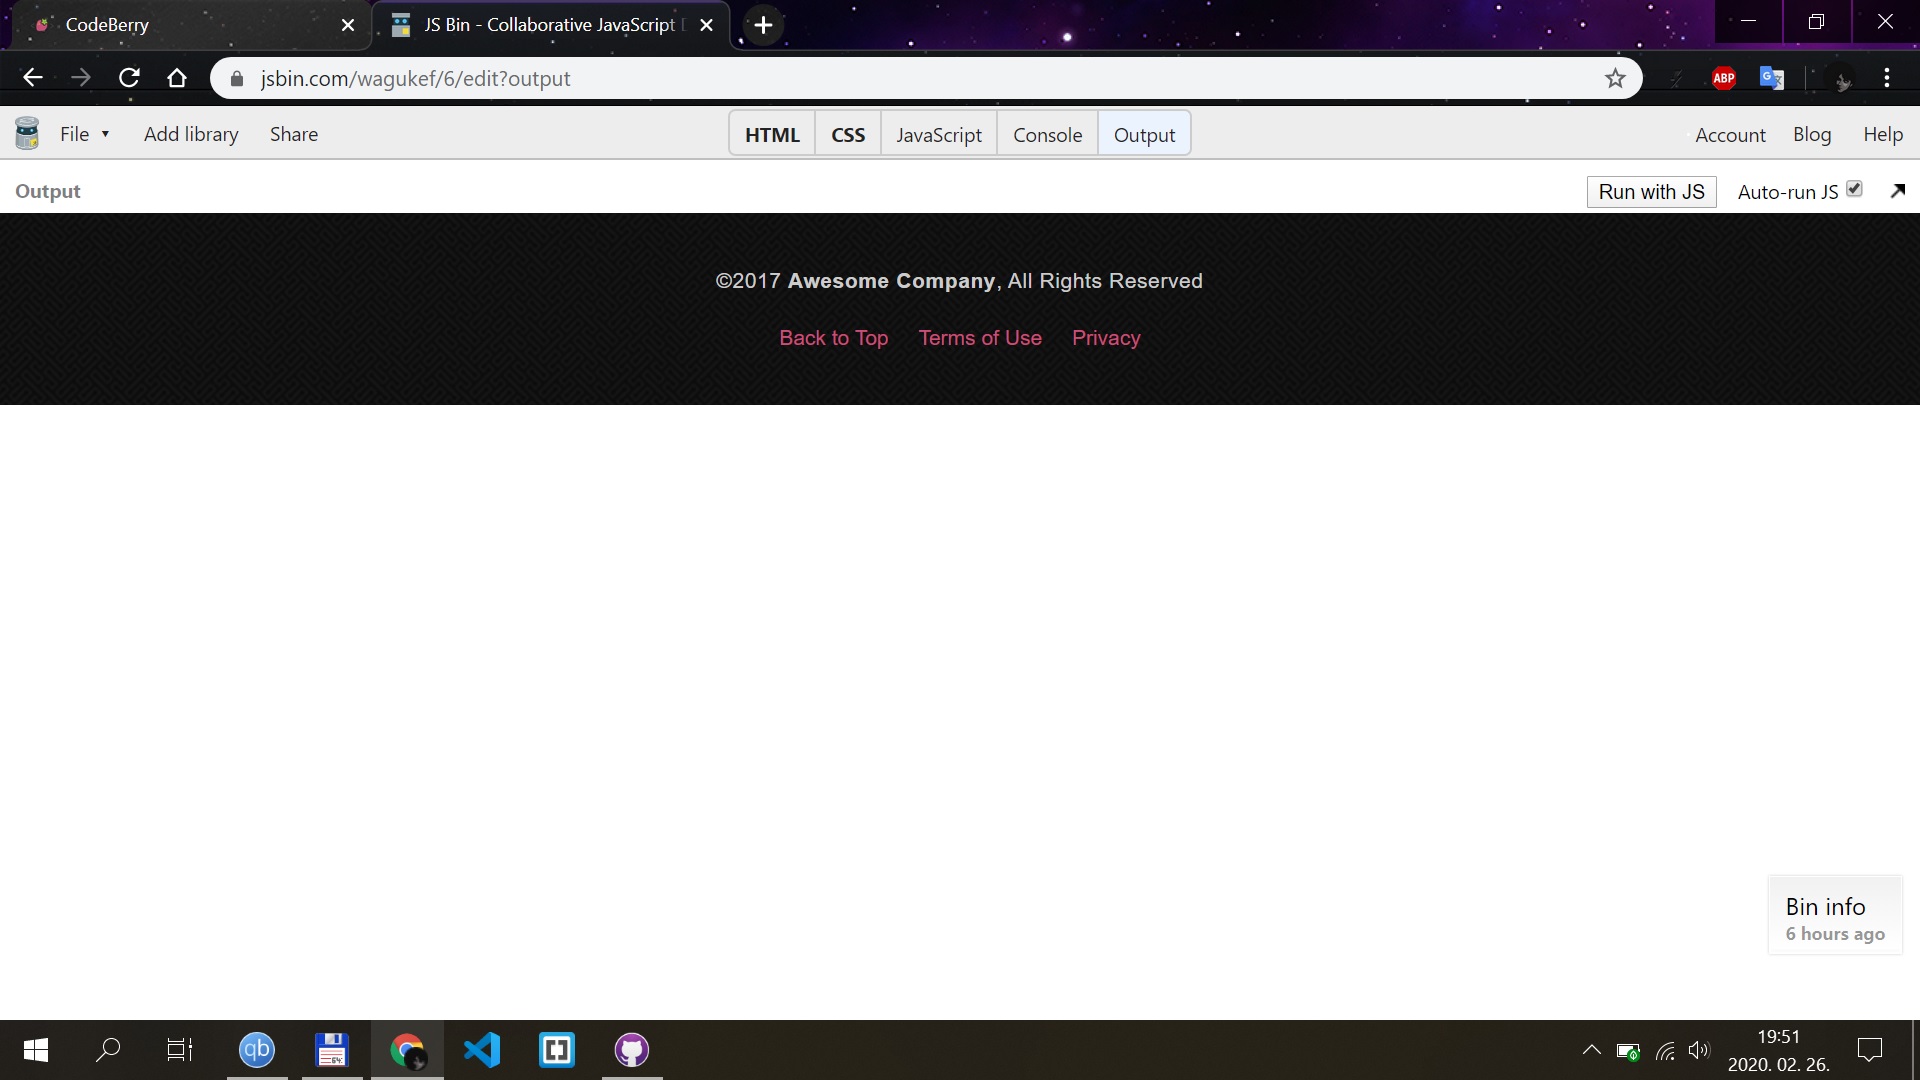 CodeBerry
JS Bin - Collaborative JavaScript
jsbin.com/wagukef/6/edit?output
ABP
File Add library Share HTML CSS JavaScript Console Output Account Blog Help
Output Run with JS Auto-run JS
©2017 Awesome Company, All Rights Reserved
Back to Top Terms of Use Privacy
Bin info
6 hours ago
qb
64
19:51
2020. 02. 26.